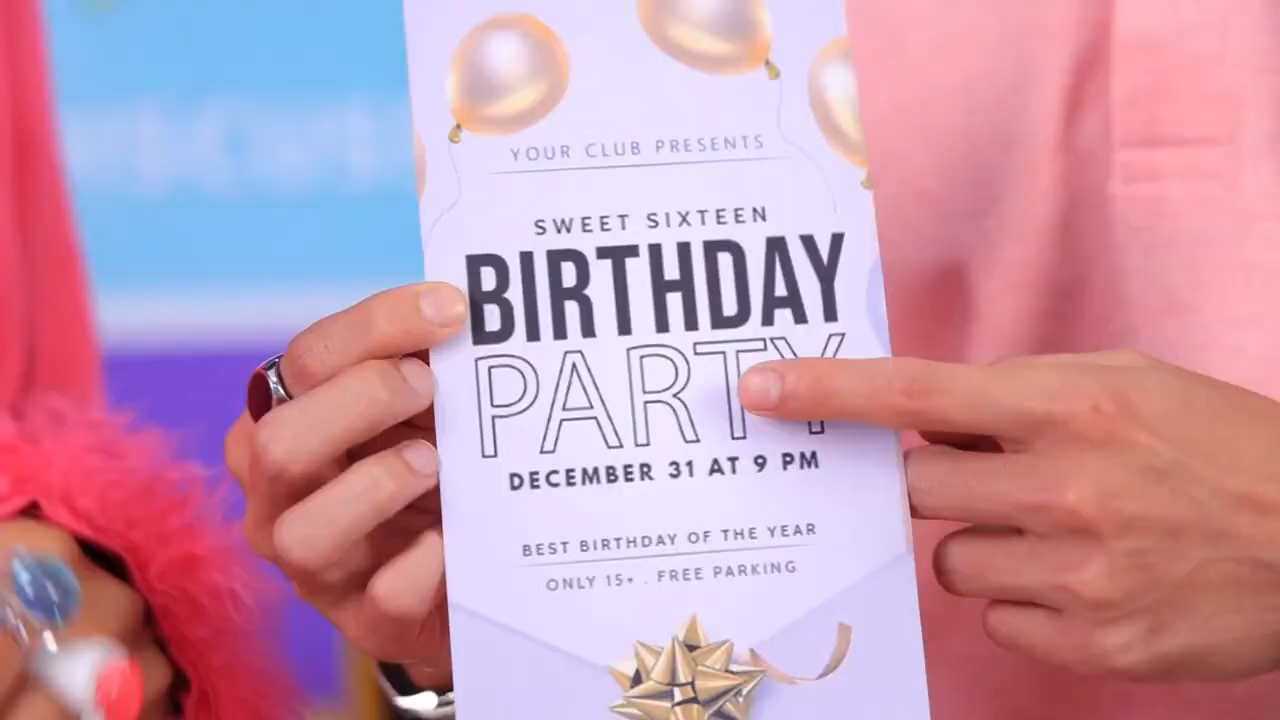 YOUR CLUB PRESENTS
SWEET SIXTEEN
BIRTHDAY
PARTY
DECEMBER 31 AT 9 PM
BEST BIRTHDAY OF THE YEAR
ONLY 15+ . FREE PARKING